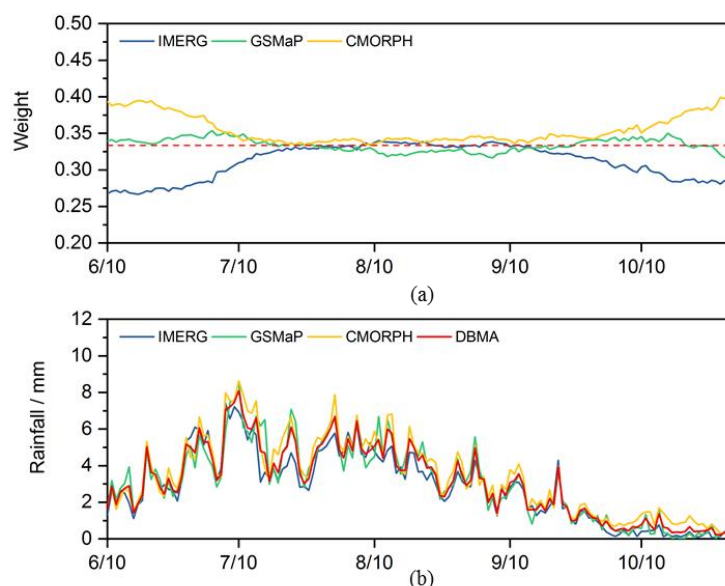 0.50
IMERG GSMaP CMORPH
0.45
0.40
Weight
0.35
0.30
0.25
0.20
6/10 7/10 8/10 9/10 10/10
(a)
12
IMERG GSMaP CMORPH DBMA
10
8
Rainfall / mm
6
4
2
0
6/10 7/10 8/10 9/10 10/10
(b)